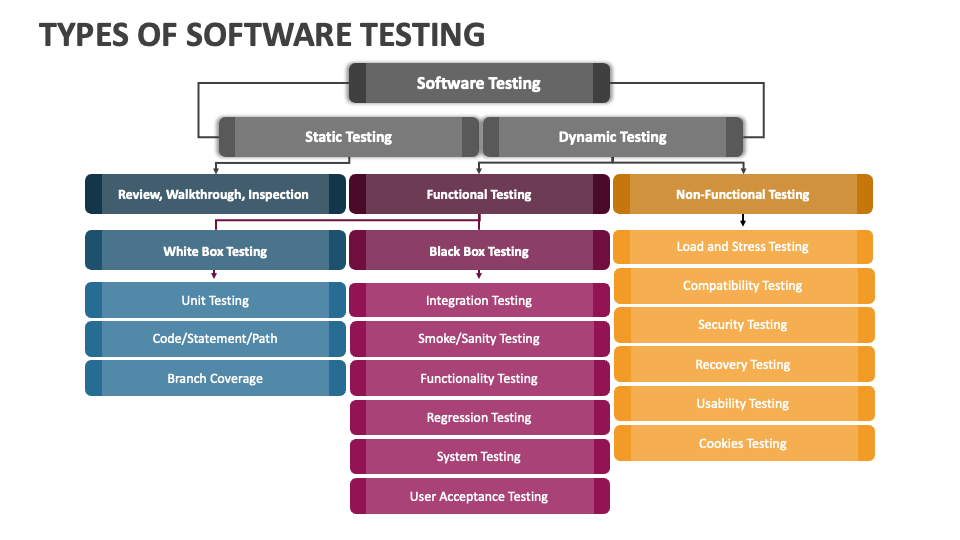 TYPES OF SOFTWARE TESTING
Software Testing
Static Testing
Dynamic Testing
Review, Walkthrough, Inspection
Functional Testing
Non-Functional Testing
White Box Testing
Black Box Testing
Load and Stress Testing
Unit Testing
Code/Statement/Path
Branch Coverage
Integration Testing
Smoke/Sanity Testing
Functionality Testing
Regression Testing
System Testing
User Acceptance Testing
Compatibility Testing
Security Testing
Recovery Testing
Usability Testing
Cookies Testing